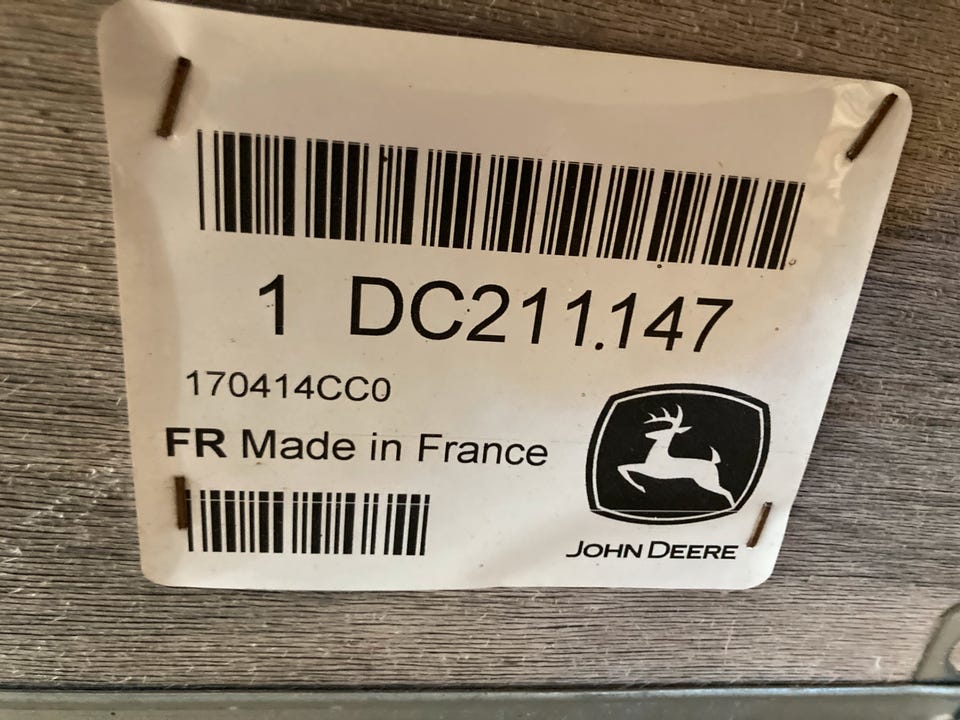 1 DC211.147
170414CC0
FR Made in France
JOHN DEERE